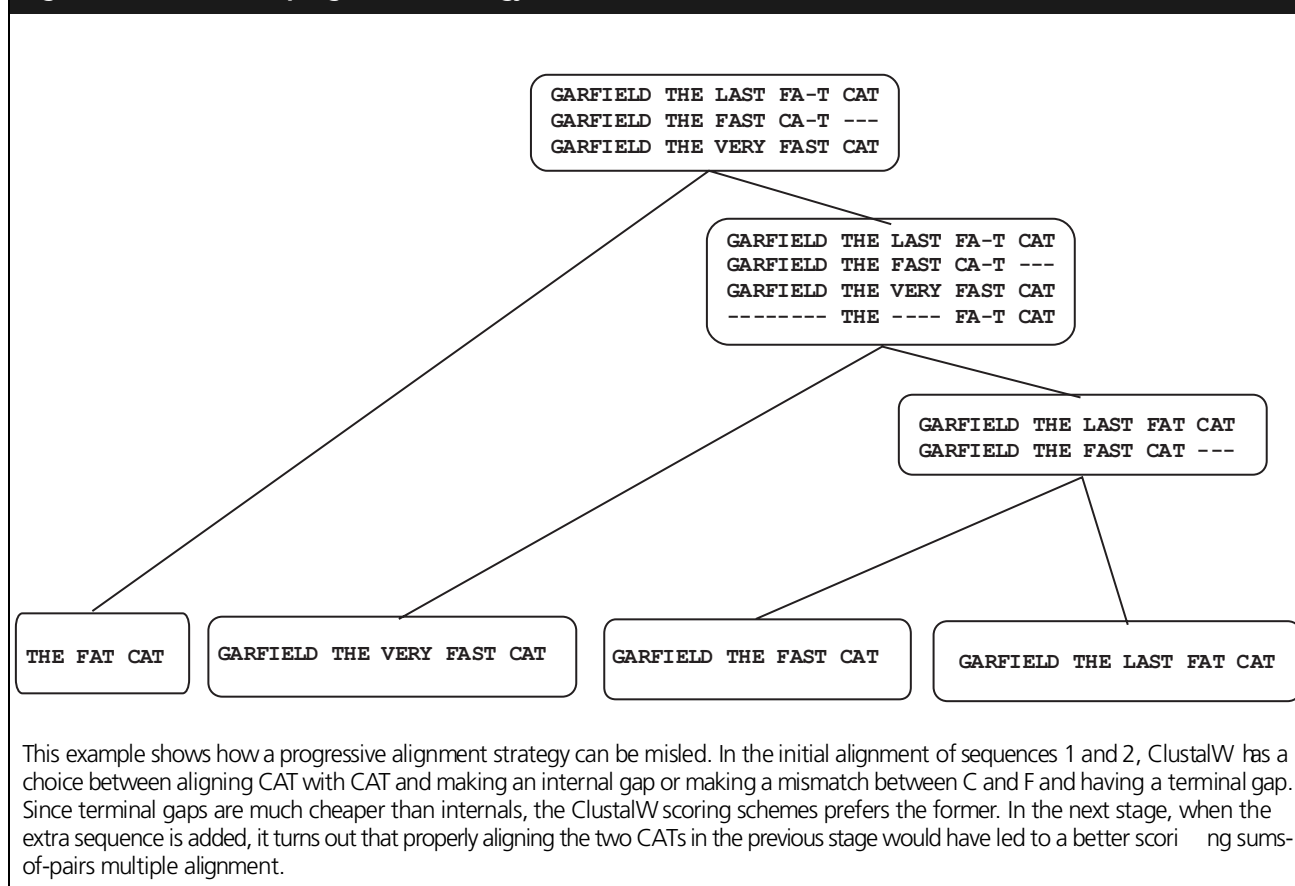 GARFIELD THE LAST FA-T CAT
GARFIELD THE FAST CA-T ---
GARFIELD THE VERY FAST CAT
GARFIELD THE LAST FA-T CAT
GARFIELD THE FAST CA-T ---
GARFIELD THE VERY FAST CAT
-------- THE ---- FA-T CAT
GARFIELD THE LAST FAT CAT
GARFIELD THE FAST CAT ---
THE FAT CAT
GARFIELD THE VERY FAST CAT
GARFIELD THE FAST CAT
GARFIELD THE LAST FAT CAT
This example shows how a progressive alignment strategy can be misled. In the initial alignment of sequences 1 and 2, ClustalW has a
choice between aligning CAT with CAT and making an internal gap or making a mismatch between C and F and having a terminal gap.
Since terminal gaps are much cheaper than internals, the ClustalW scoring schemes prefers the former. In the next stage, when the
extra sequence is added, it turns out that properly aligning the two CATs in the previous stage would have led to a better scori ng sums-
of-pairs multiple alignment.